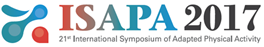 ISAPA 2017
21st International Symposium of Adapted Physical Activity